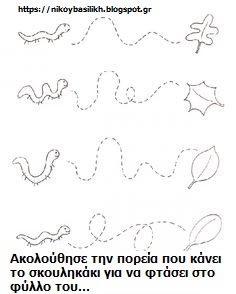 https://nikoybasilikh.blogspot.gr
Ακολούθησε την πορεία που κάνει
το σκουληκάκι για να φτάσει στο
φύλλο του...